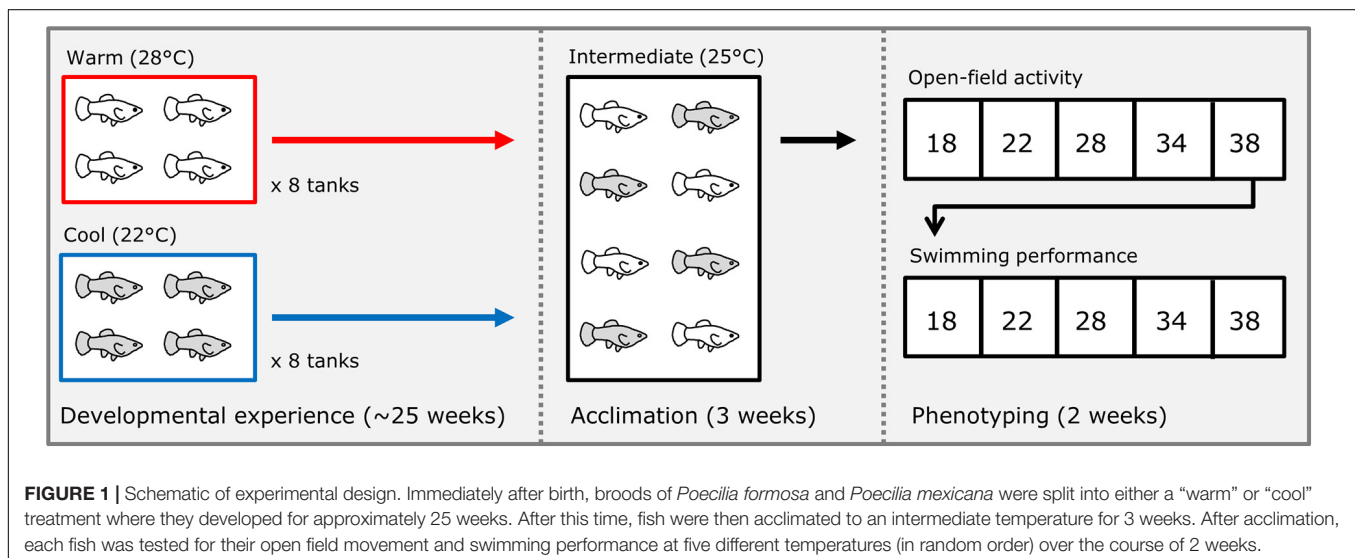 Warm (28°C)
x 8 tanks
Cool (22°C)
x 8 tanks
Developmental experience (~25 weeks)
Intermediate (25°C)
Acclimation (3 weeks)
Open-field activity
18 22 28 34 38
Swimming performance
18 22 28 34 38
Phenotyping (2 weeks)
FIGURE 1 | Schematic of experimental design. Immediately after birth, broods of Poecilia formosa and Poecilia mexicana were split into either a “warm” or “cool”
treatment where they developed for approximately 25 weeks. After this time, fish were then acclimated to an intermediate temperature for 3 weeks. After acclimation,
each fish was tested for their open field movement and swimming performance at five different temperatures (in random order) over the course of 2 weeks.